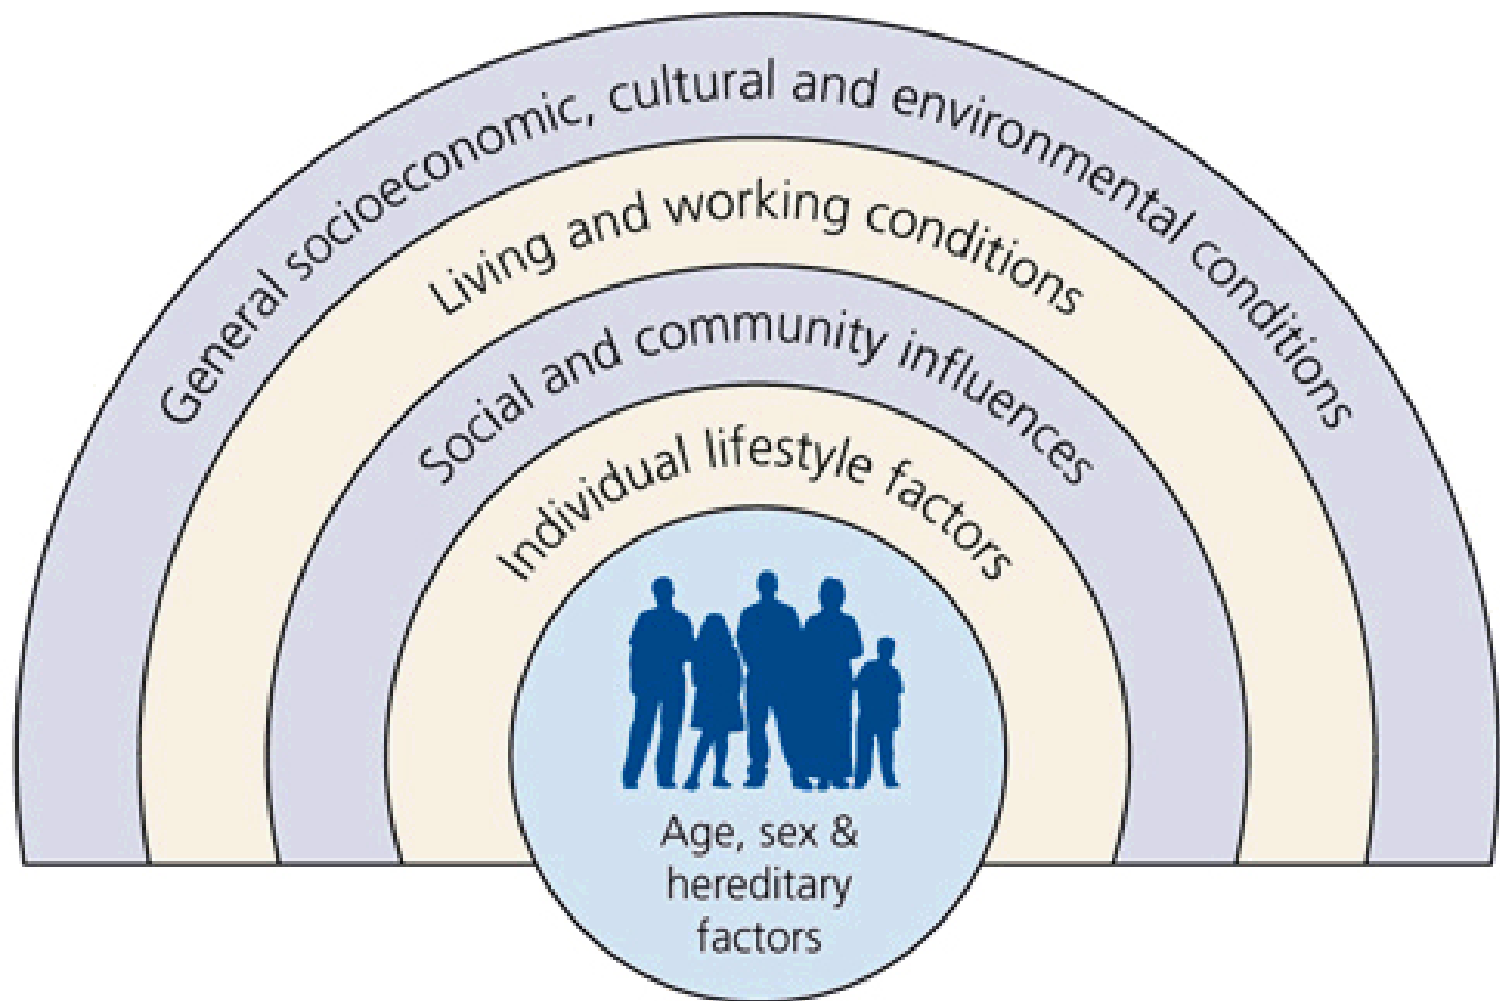 General socioeconomic, cultural and environmental conditions
Living and working conditions
Social and community influences
Individual lifestyle factors
Age, sex &
hereditary
factors